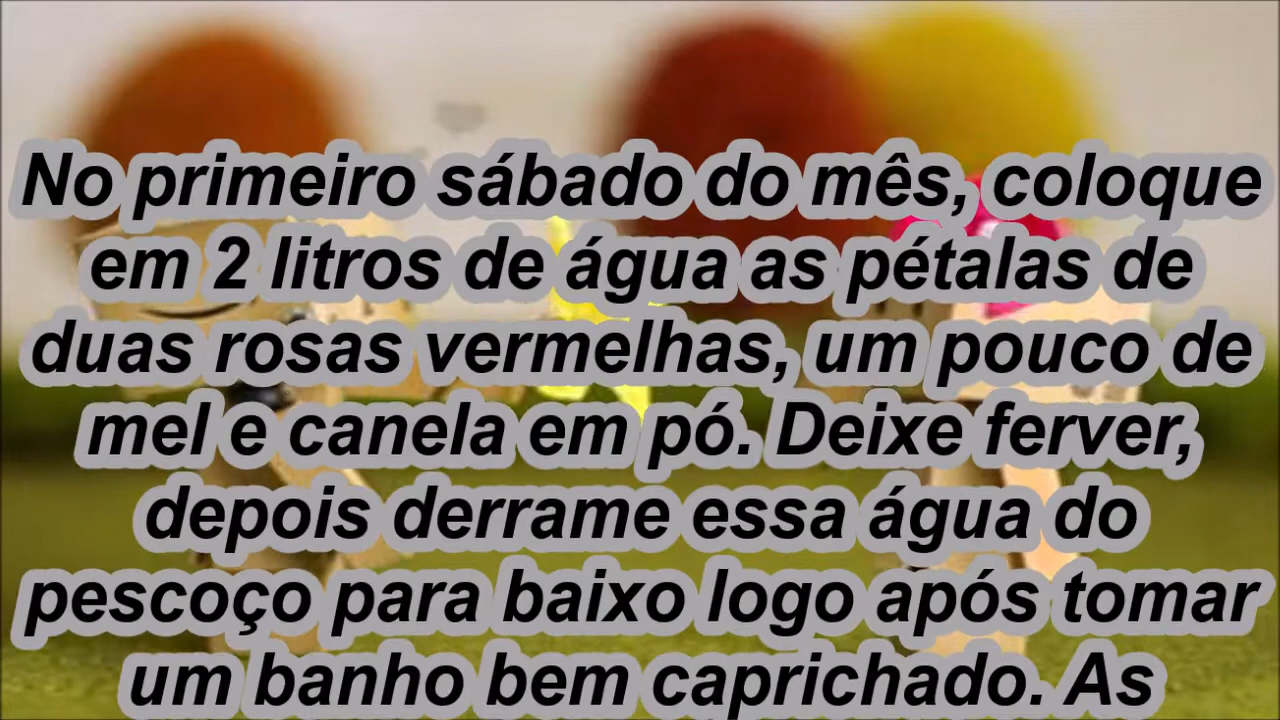 No primeiro sábado do mês, coloque
em 2 litros de água as pétalas de
duas rosas vermelhas, um pouco de
mel e canela em pó. Deixe ferver,
depois derrame essa água do
pescoço para baixo logo após tomar
um banho bem caprichado. As